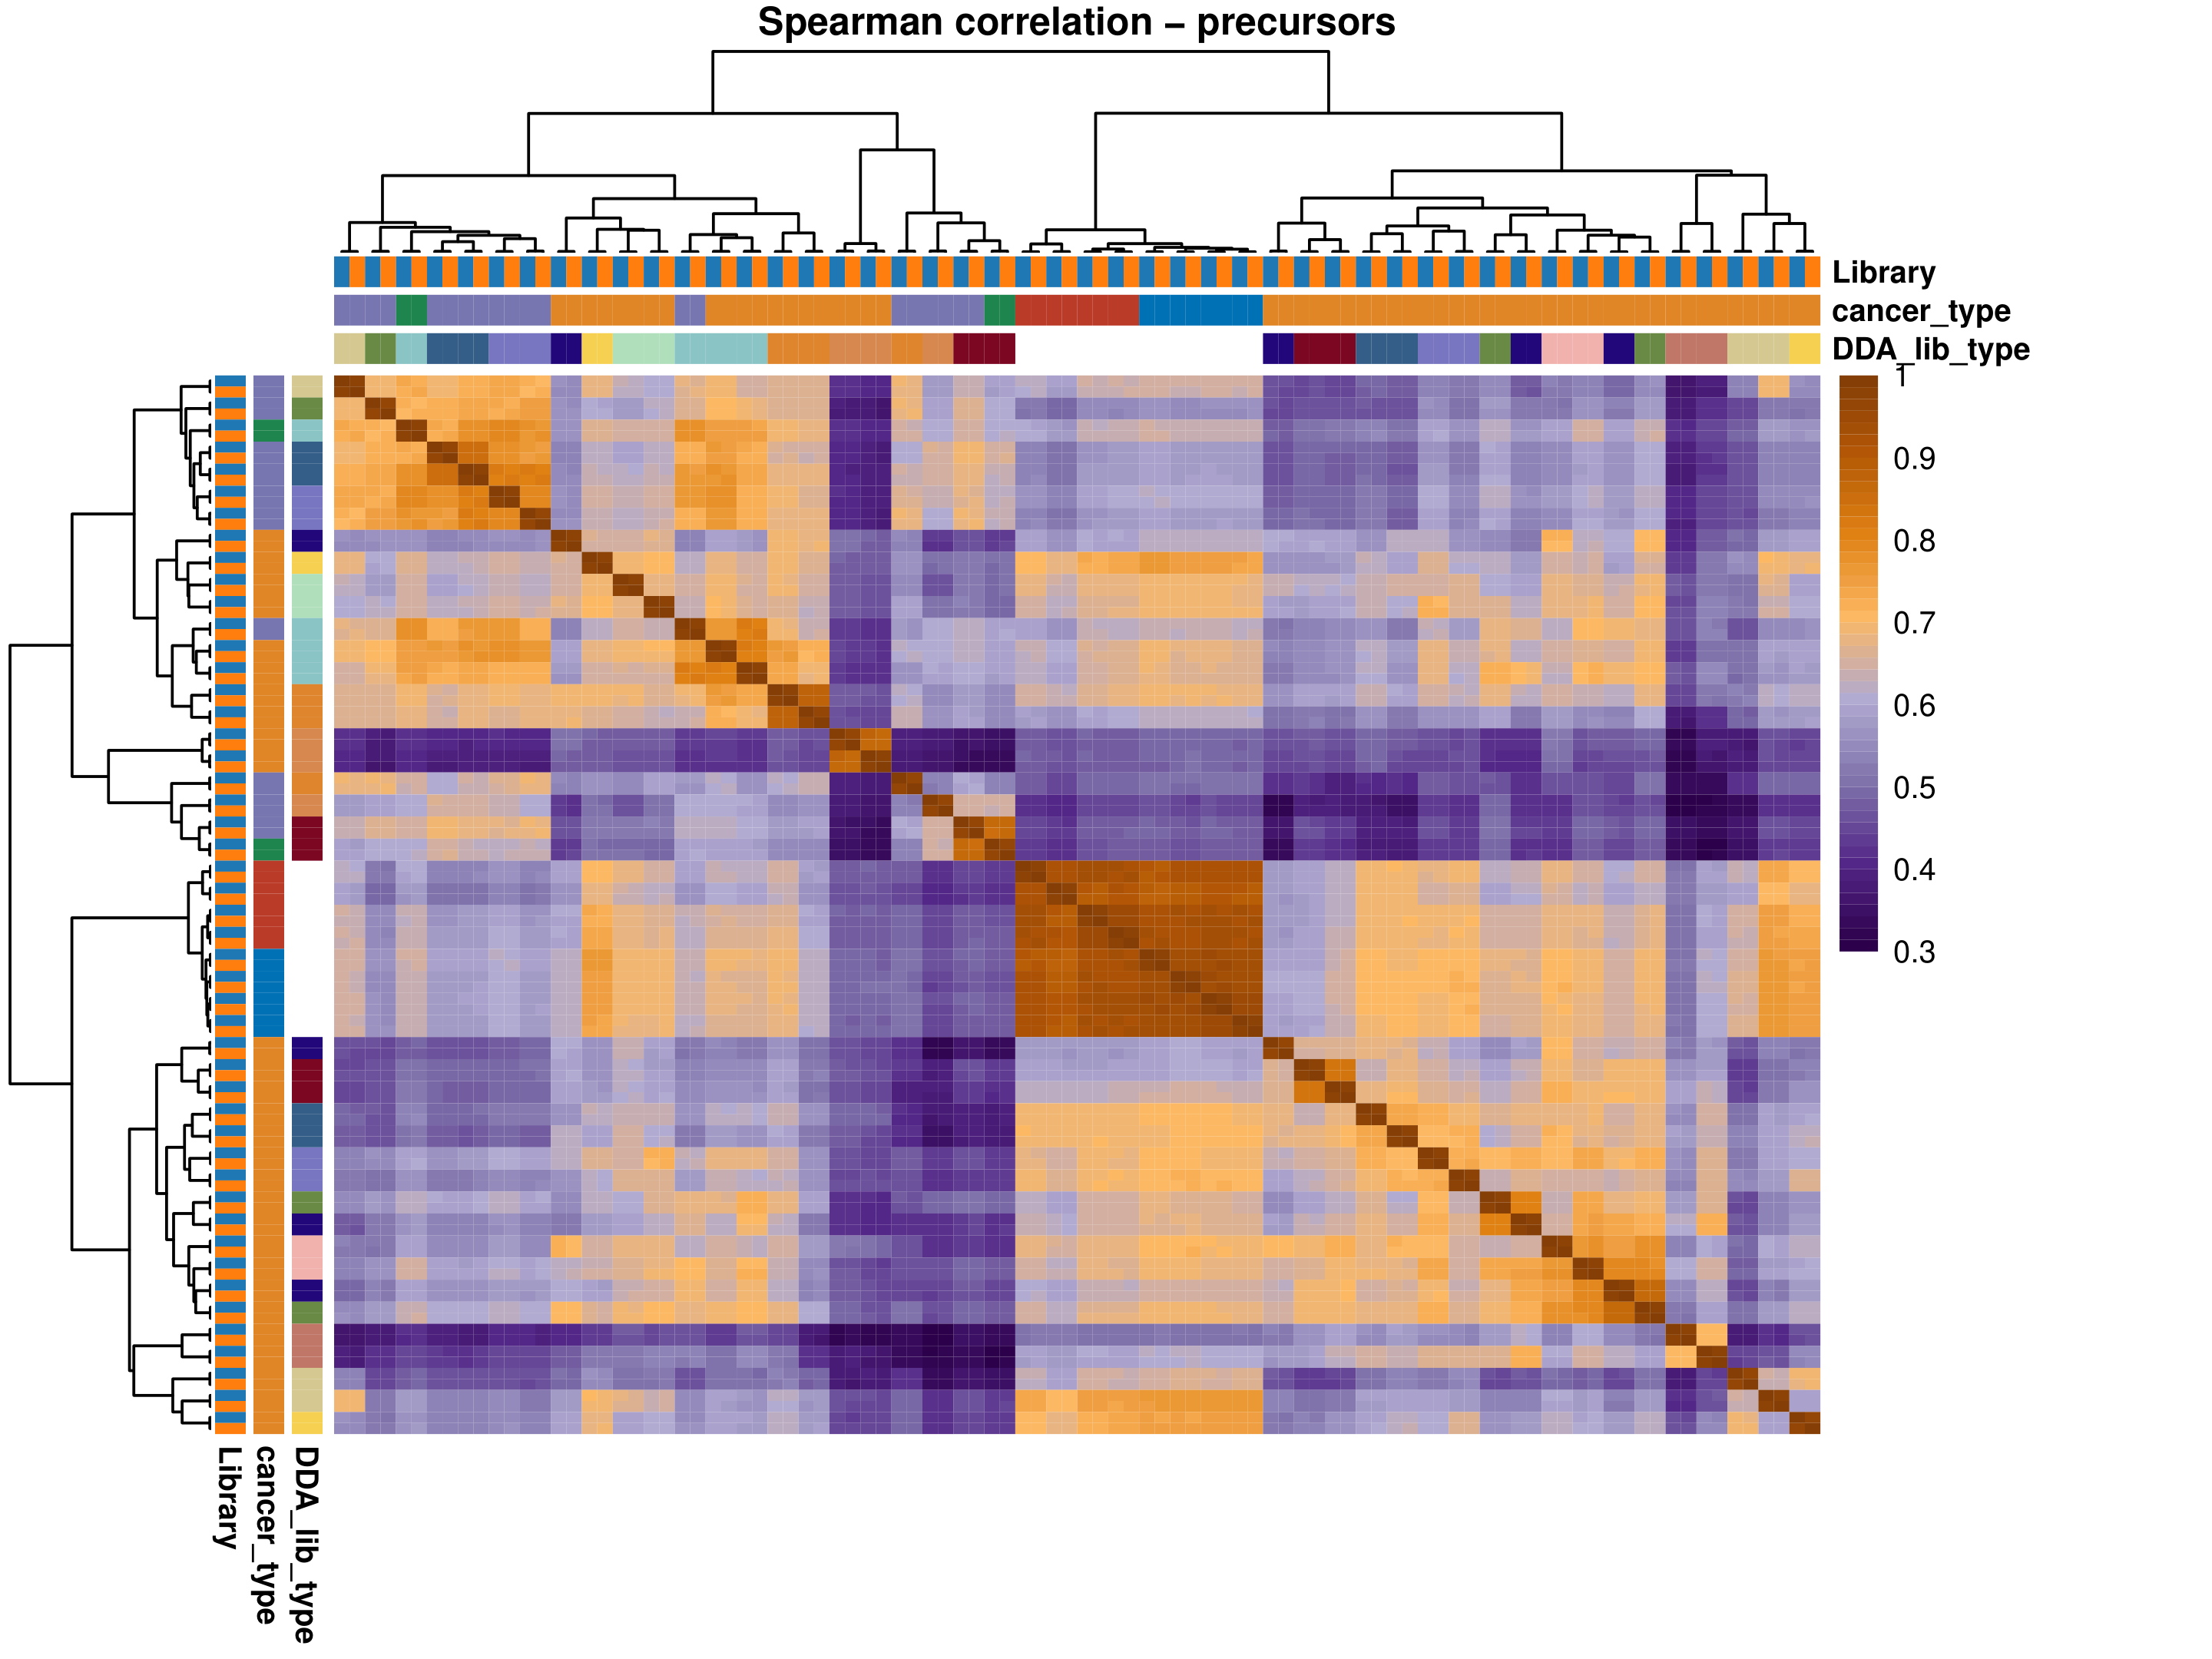 Spearman correlation – precursors
Library
cancer_type
DDA_lib_type
1
0.9
0.8
0.7
0.6
0.5
0.4
0.3
Library
cancer_type
DDA_lib_type